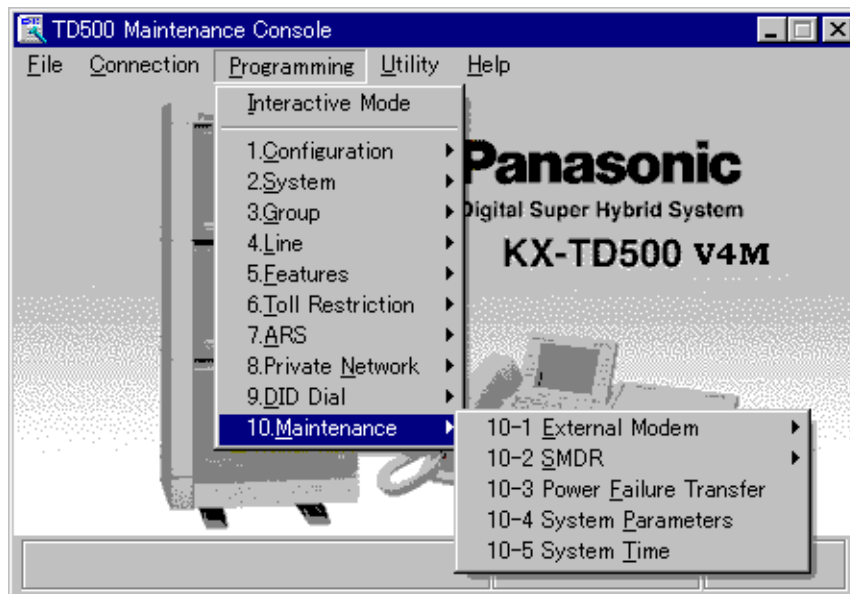 TD500 Maintenance Console
File Connection Programming Utility Help
Interactive Mode
1.Configuration
2.System
3.Group
4.Line
5.Features
6.Toll Restriction
7.ARS
8.Private Network
9.DID Dial
10.Maintenance
10-1 External Modem
10-2 SMDR
10-3 Power Failure Transfer
10-4 System Parameters
10-5 System Time
Panasonic
Digital Super Hybrid System
KX-TD500 V4M